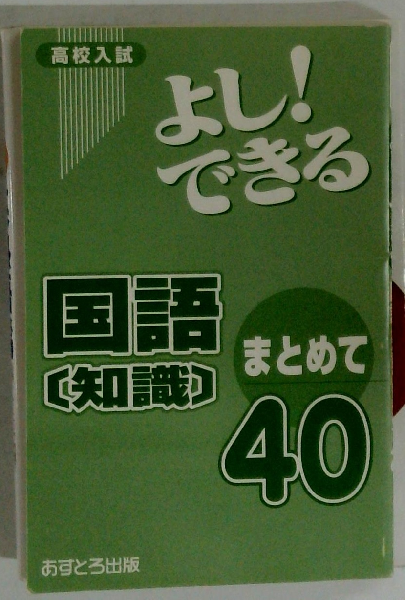 高校入試
よし!
できる
国語
〔知識〕
まとめて
40
あすとろ出版